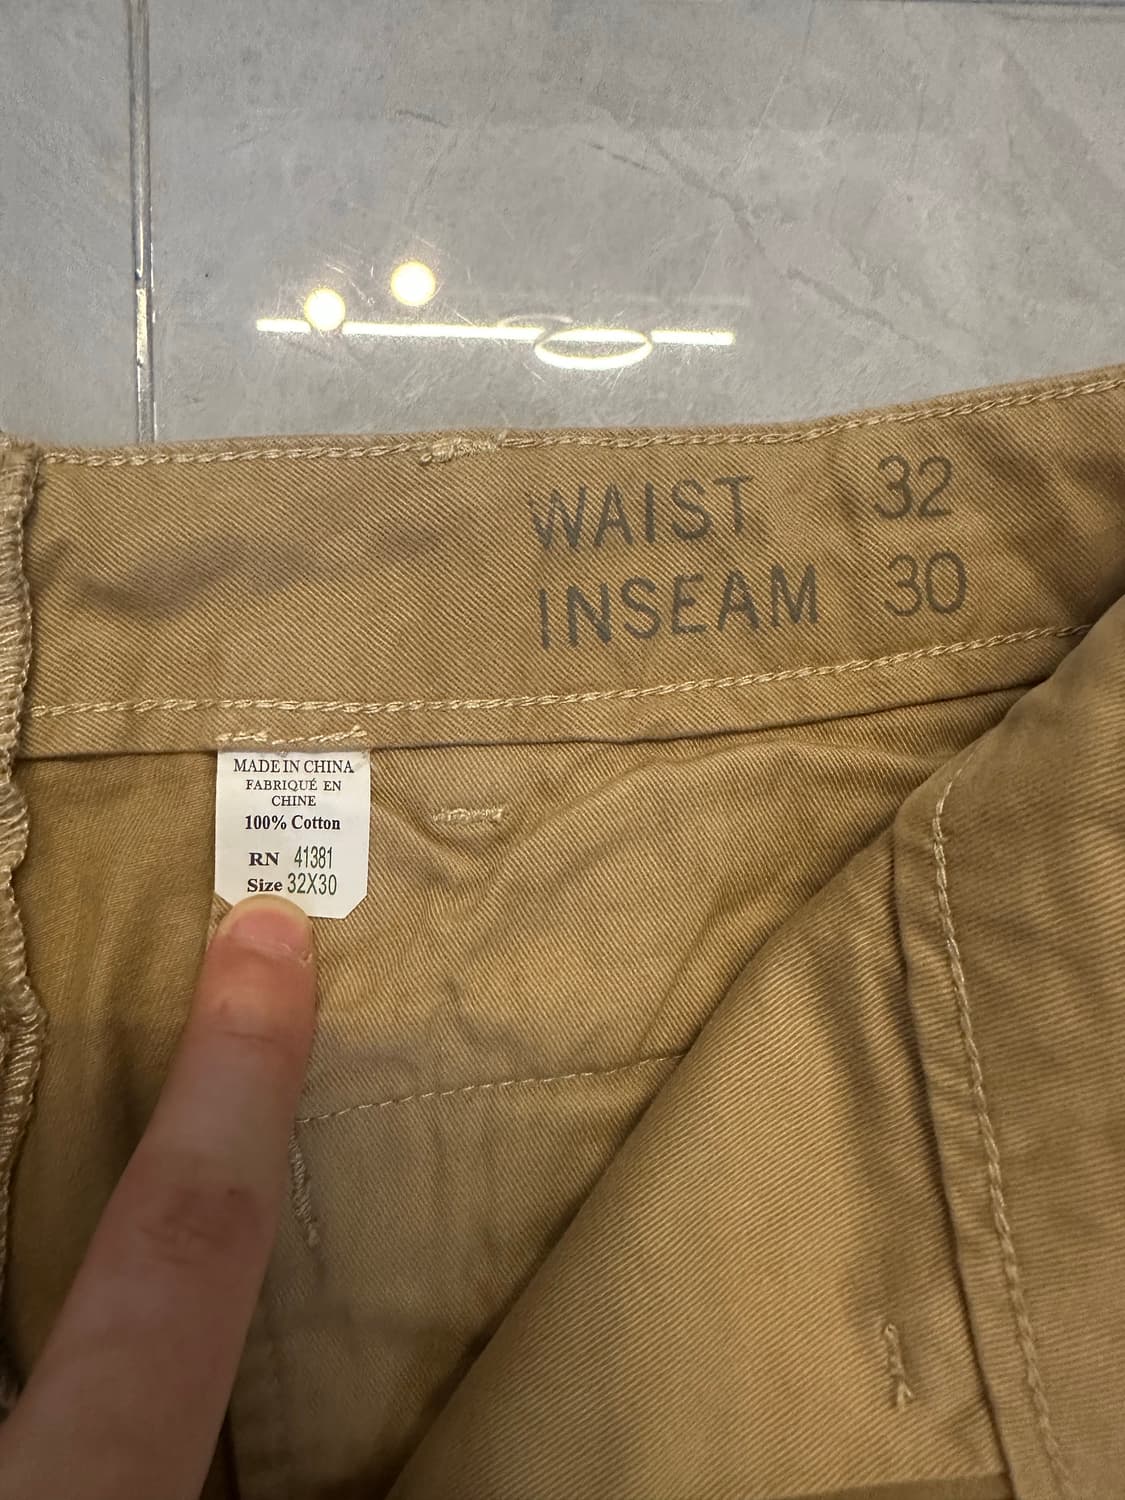 WAIST 32
INSEAM 30
MADE IN CHINA
FABRIQUÉ EN
CHINE
100% Cotton
RN 41381
Size 32X30